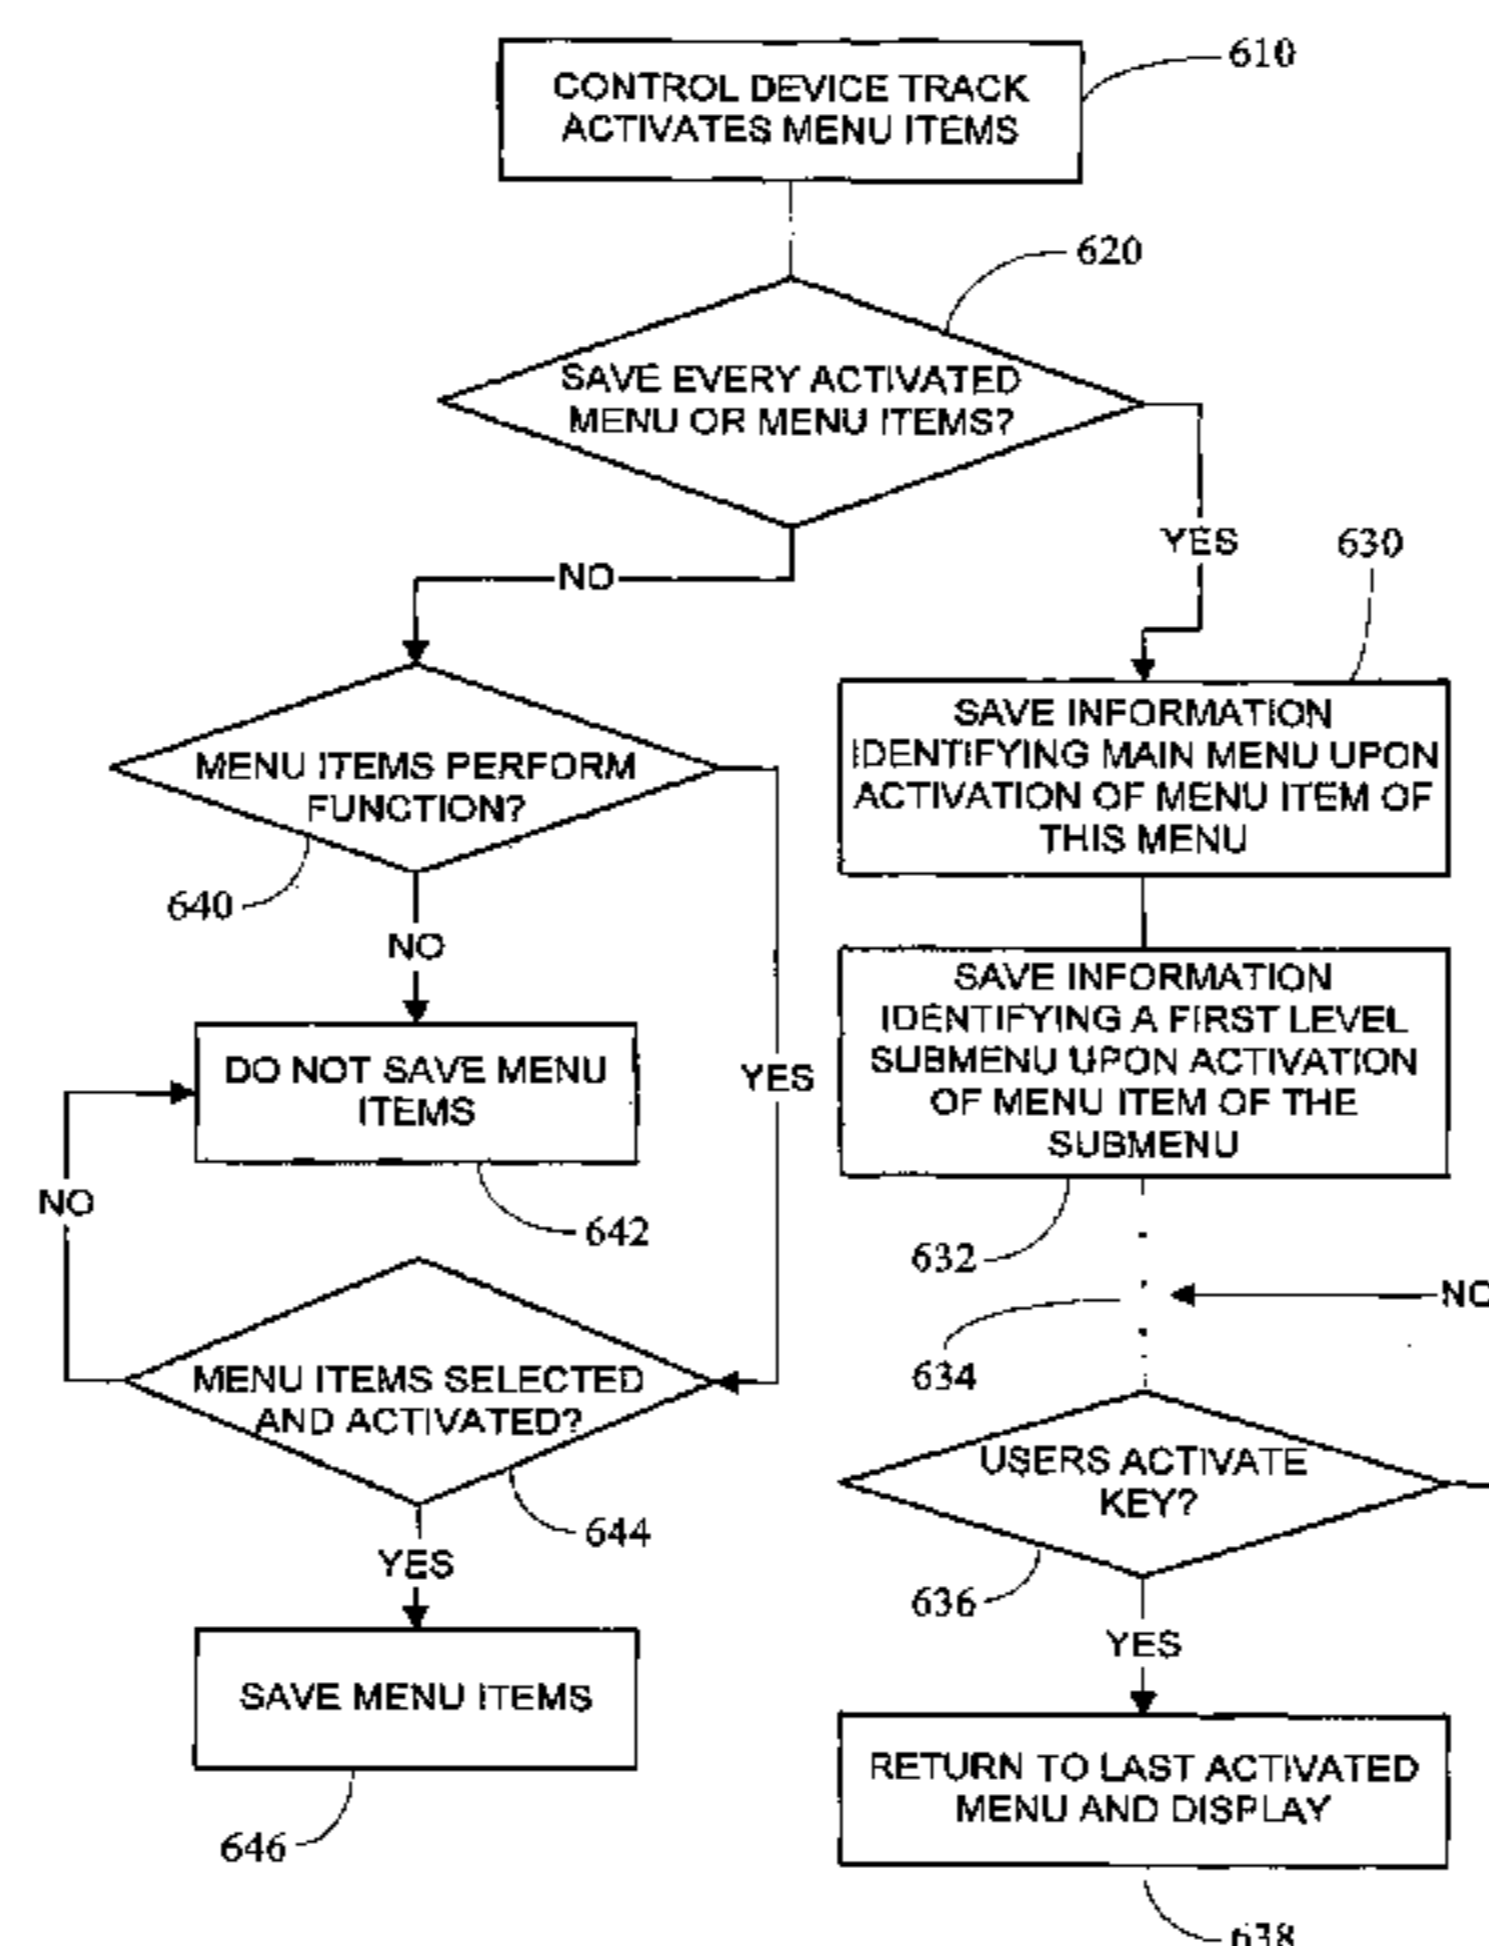 610
CONTROL DEVICE TRACK
ACTIVATES MENU ITEMS
620
SAVE EVERY ACTIVATED
MENU OR MENU ITEMS?
YES
NO
630
SAVE INFORMATION
IDENTIFYING MAIN MENU UPON
ACTIVATION OF MENU ITEM OF
THIS MENU
MENU ITEMS PERFORM
FUNCTION?
640
NO
SAVE INFORMATION
IDENTIFYING A FIRST LEVEL
SUBMENU UPON ACTIVATION
OF MENU ITEM OF THE
SUBMENU
DO NOT SAVE MENU
ITEMS
YES
NO
642
632
NO
634
MENU ITEMS SELECTED
AND ACTIVATED?
644
USERS ACTIVATE
KEY?
636
YES
YES
SAVE MENU ITEMS
646
RETURN TO LAST ACTIVATED
MENU AND DISPLAY
638